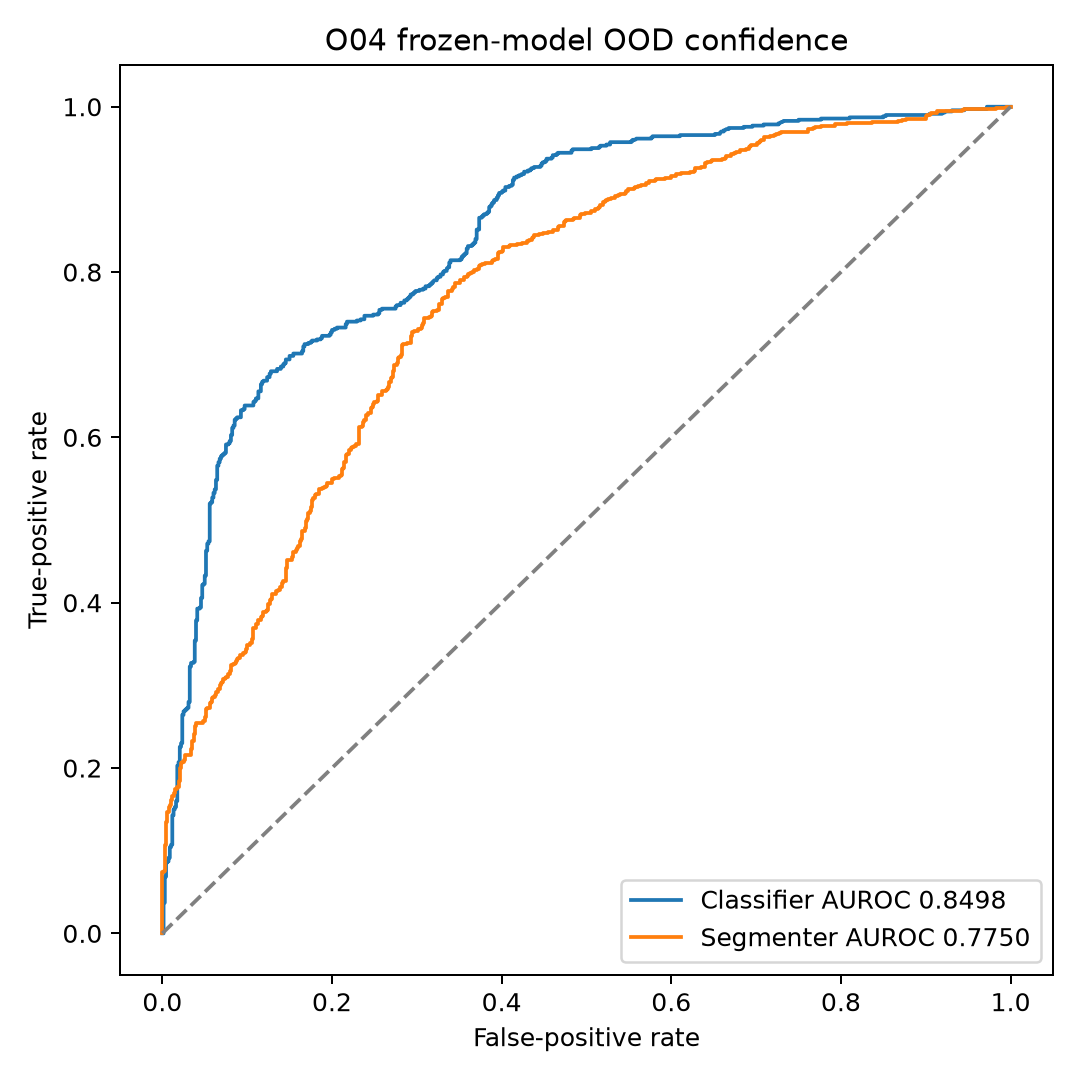 O04 frozen-model OOD confidence
True-positive rate
1.0
0.8
0.6
0.4
0.2
0.0
Classifier AUROC 0.8498
Segmenter AUROC 0.7750
0.0 0.2 0.4 0.6 0.8 1.0
False-positive rate